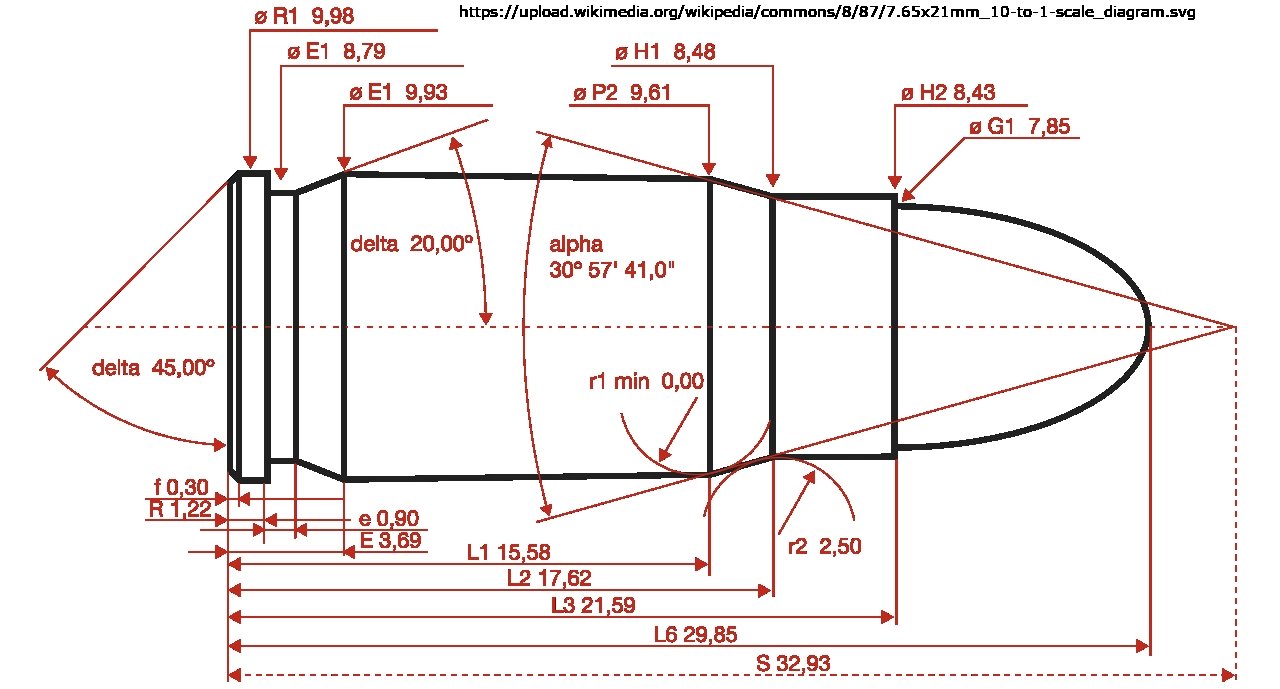 https://upload.wikimedia.org/wikipedia/commons/8/87/7.65x21mm_10-to-1-scale_diagram.svg
ø R1 9,98
ø E1 8,79
ø H1 8,48
ø E1 9,93
ø P2 9,61
ø H2 8,43
ø G1 7,85
delta 20,00º
alpha
30º 57' 41,0"
delta 45,00º
r1 min 0,00
f 0,30
R 1,22
e 0,90
E 3,69
r2 2,50
L1 15,58
L2 17,62
L3 21,59
L6 29,85
S 32,93